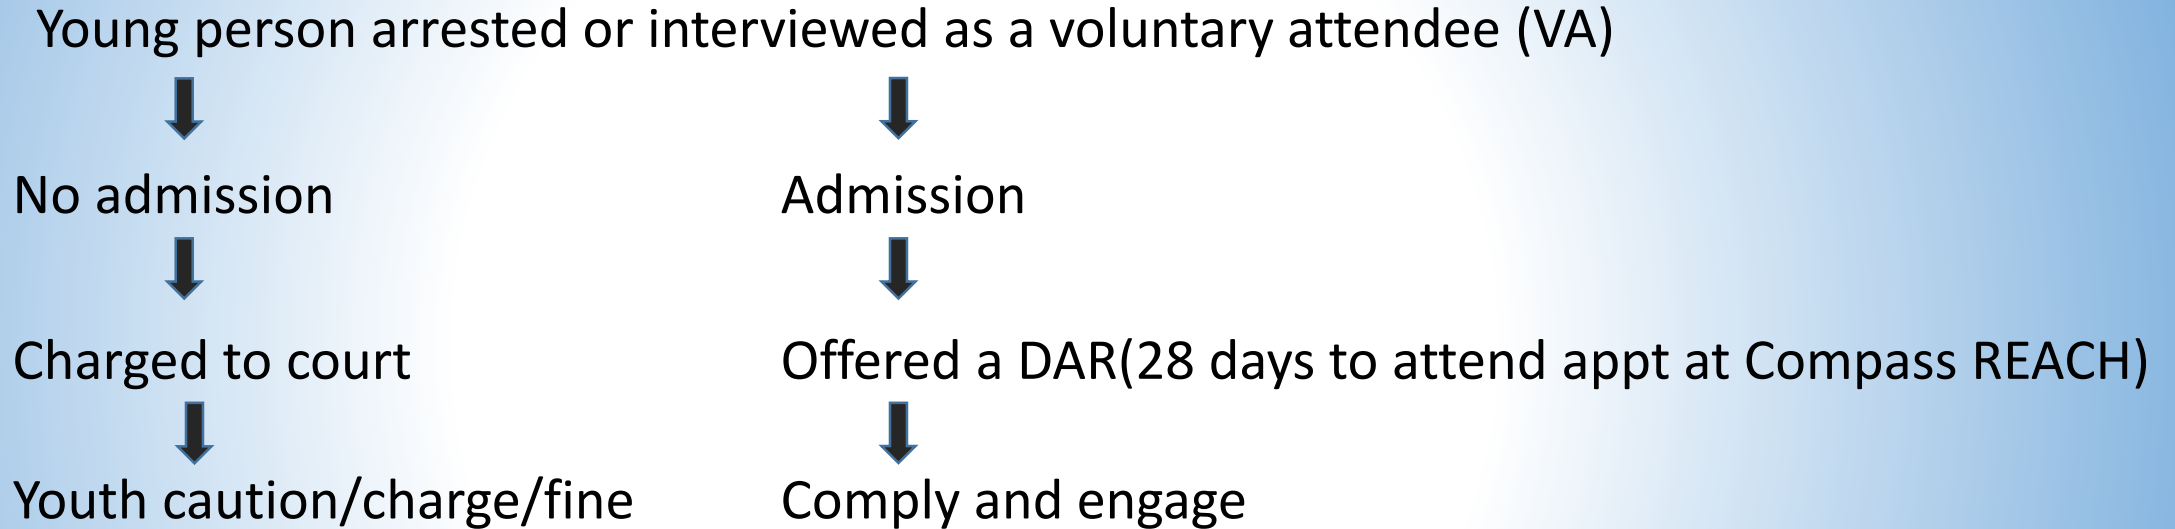 Young person arrested or interviewed as a voluntary attendee (VA)
No admission
Admission
Charged to court
Offered a DAR(28 days to attend appt at Compass REACH)
Youth caution/charge/fine
Comply and engage